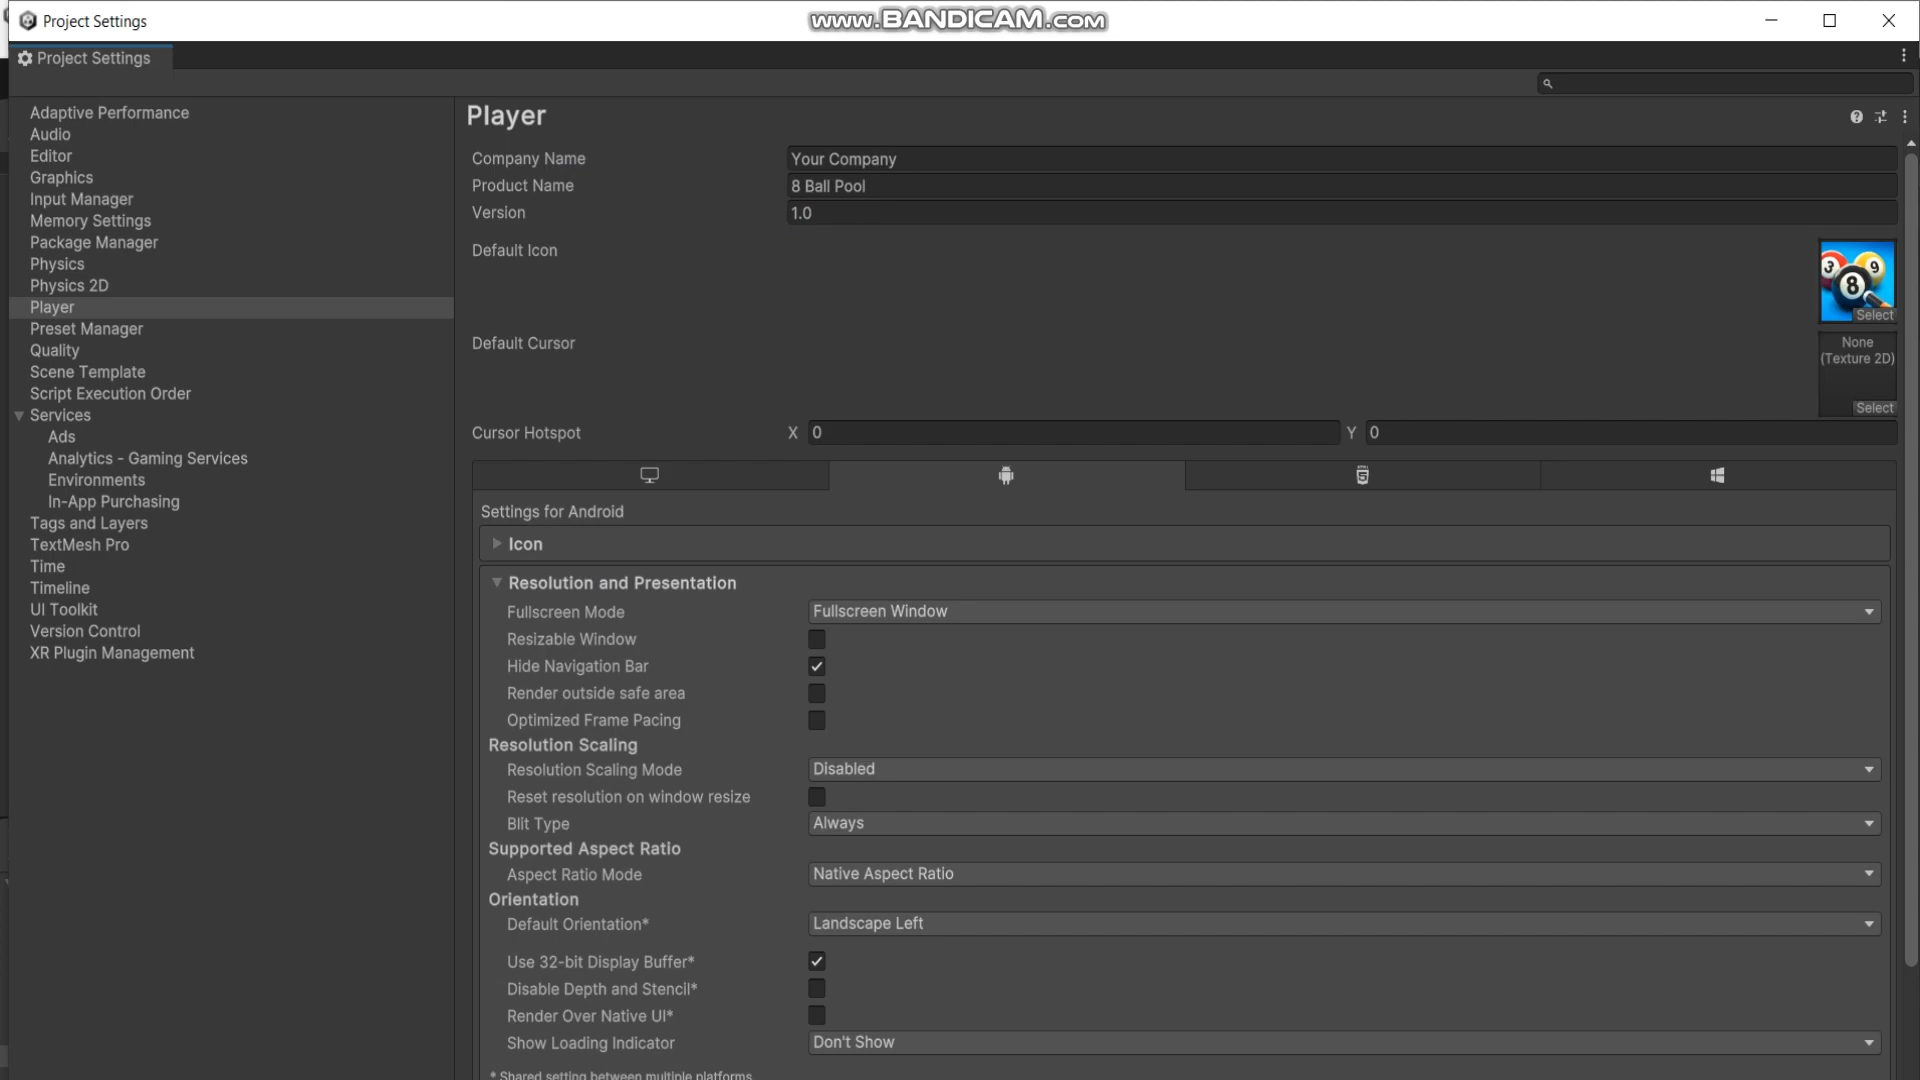 Project Settings
www.BANDICAM.com
Project Settings
Adaptive Performance
Audio
Editor
Graphics
Input Manager
Memory Settings
Package Manager
Physics
Physics 2D
Player
Preset Manager
Quality
Scene Template
Script Execution Order
Services
Ads
Analytics - Gaming Services
Environments
In-App Purchasing
Tags and Layers
TextMesh Pro
Time
Timeline
UI Toolkit
Version Control
XR Plugin Management
Player
Company Name Your Company
Product Name 8 Ball Pool
Version 1.0
Default Icon
3 9
8
Select
Default Cursor
None
(Texture 2D)
Select
Cursor Hotspot X 0 Y 0
Settings for Android
Icon
Resolution and Presentation
Fullscreen Mode Fullscreen Window
Resizable Window
Hide Navigation Bar
Render outside safe area
Optimized Frame Pacing
Resolution Scaling
Resolution Scaling Mode Disabled
Reset resolution on window resize
Blit Type Always
Supported Aspect Ratio
Aspect Ratio Mode Native Aspect Ratio
Orientation
Default Orientation* Landscape Left
Use 32-bit Display Buffer*
Disable Depth and Stencil*
Render Over Native UI*
Show Loading Indicator Don't Show
* Shared setting between multiple platforms.